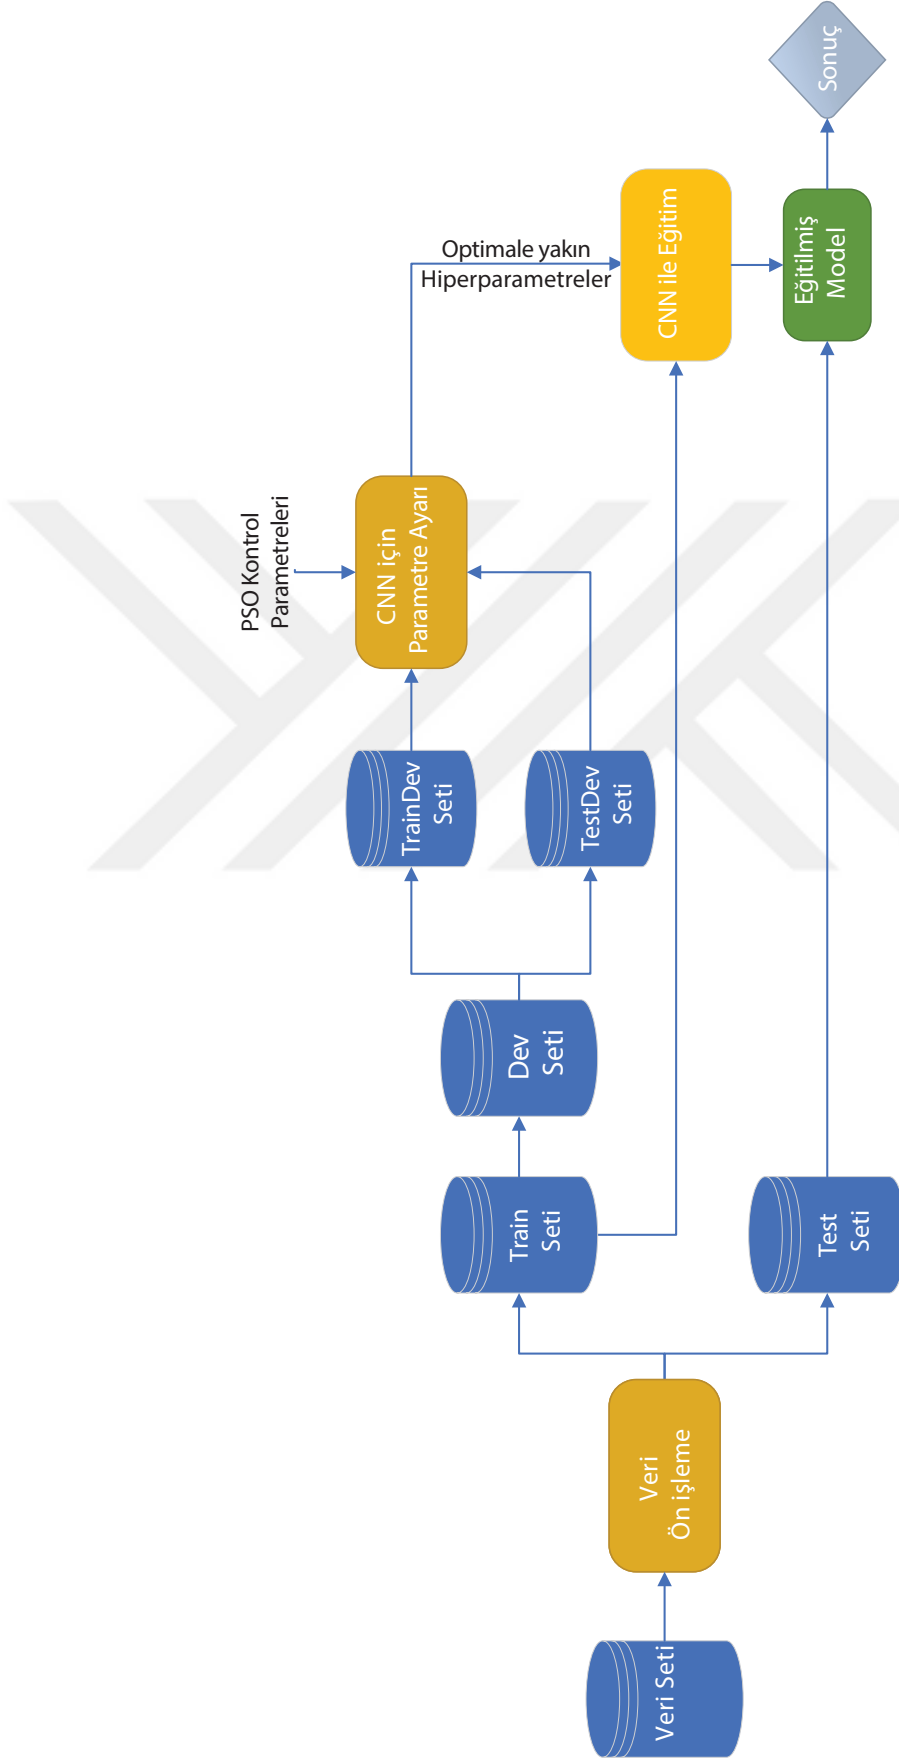 Veri Seti
Veri
Ön işleme
Train
Seti
Test
Seti
Dev
Seti
TrainDev
Seti
TestDev
Seti
PSO Kontrol
Parametreleri
CNN için
Parametre Ayarı
Optimale yakın
Hiperparametreler
CNN ile Eğitim
Eğitilmiş
Model
Sonuç